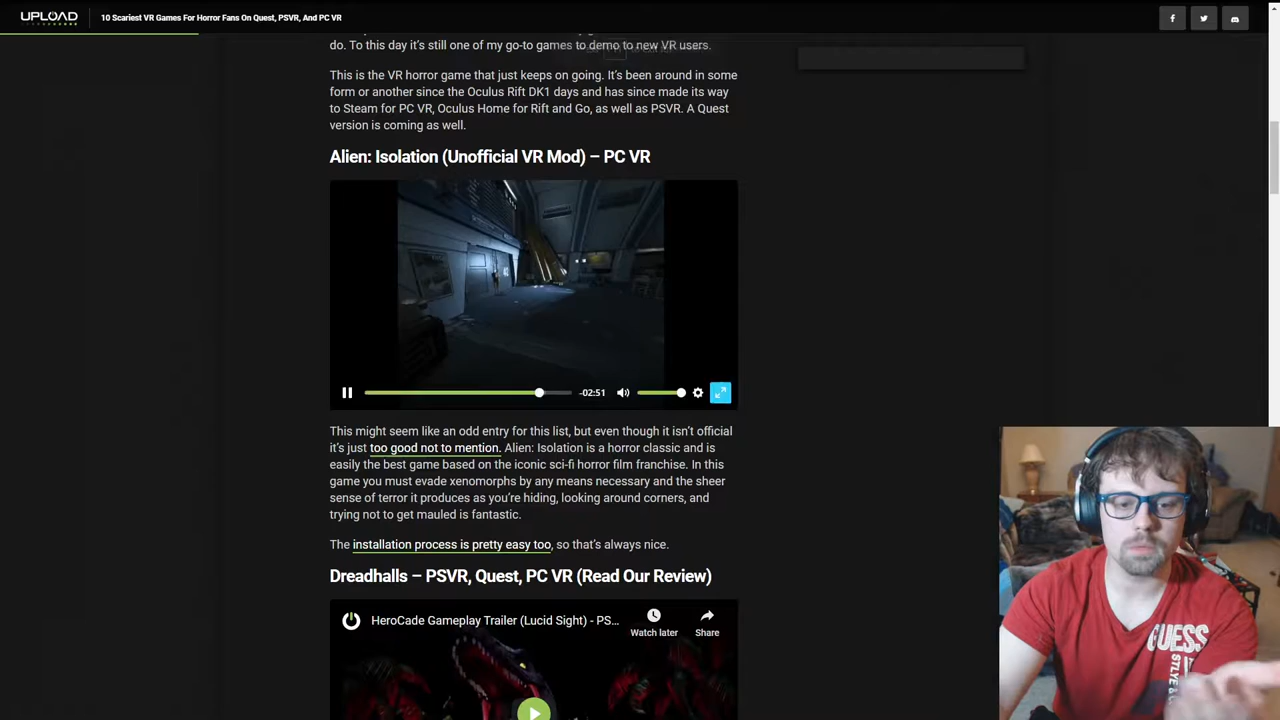 UPLOAD
10 Scariest VR Games For Horror Fans On Quest, PSVR, And PC VR
do. To this day it's still one of my go-to games to demo to new VR users.
This is the VR horror game that just keeps on going. It's been around in some
form or another since the Oculus Rift DK1 days and has since made its way
to Steam for PC VR, Oculus Home for Rift and Go, as well as PSVR. A Quest
version is coming as well.
Alien: Isolation (Unofficial VR Mod) – PC VR
-02:51
This might seem like an odd entry for this list, but even though it isn't official
it's just too good not to mention. Alien: Isolation is a horror classic and is
easily the best game based on the iconic sci-fi horror film franchise. In this
game you must evade xenomorphs by any means necessary and the sheer
sense of terror it produces as you're hiding, looking around corners, and
trying not to get mauled is fantastic.
The installation process is pretty easy too, so that's always nice.
Dreadhalls – PSVR, Quest, PC VR (Read Our Review)
HeroCade Gameplay Trailer (Lucid Sight) - PS...
Watch later
Share
GUESS